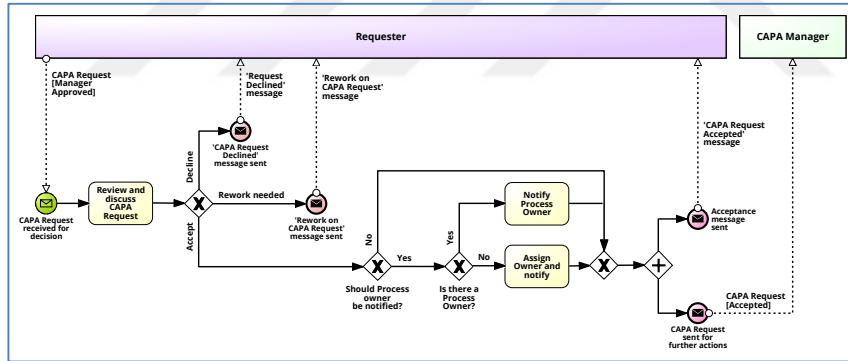 Requester
CAPA Manager
CAPA Request
[Manager
Approved]
'Request
Declined'
message
'Rework on
CAPA Request'
message
'CAPA Request
Accepted'
message
'CAPA Request
Declined'
message sent
Decline
Review and
discuss
CAPA
Request
Rework needed
CAPA Request
received for
decision
'Rework on
CAPA Request'
message sent
Accept
No
Yes
Should Process
owner
be notified?
Yes
No
Is there a
Process
Owner?
Notify
Process
Owner
Assign
Owner and
notify
Acceptance
message
sent
CAPA Request
[Accepted]
CAPA Request
sent for
further actions